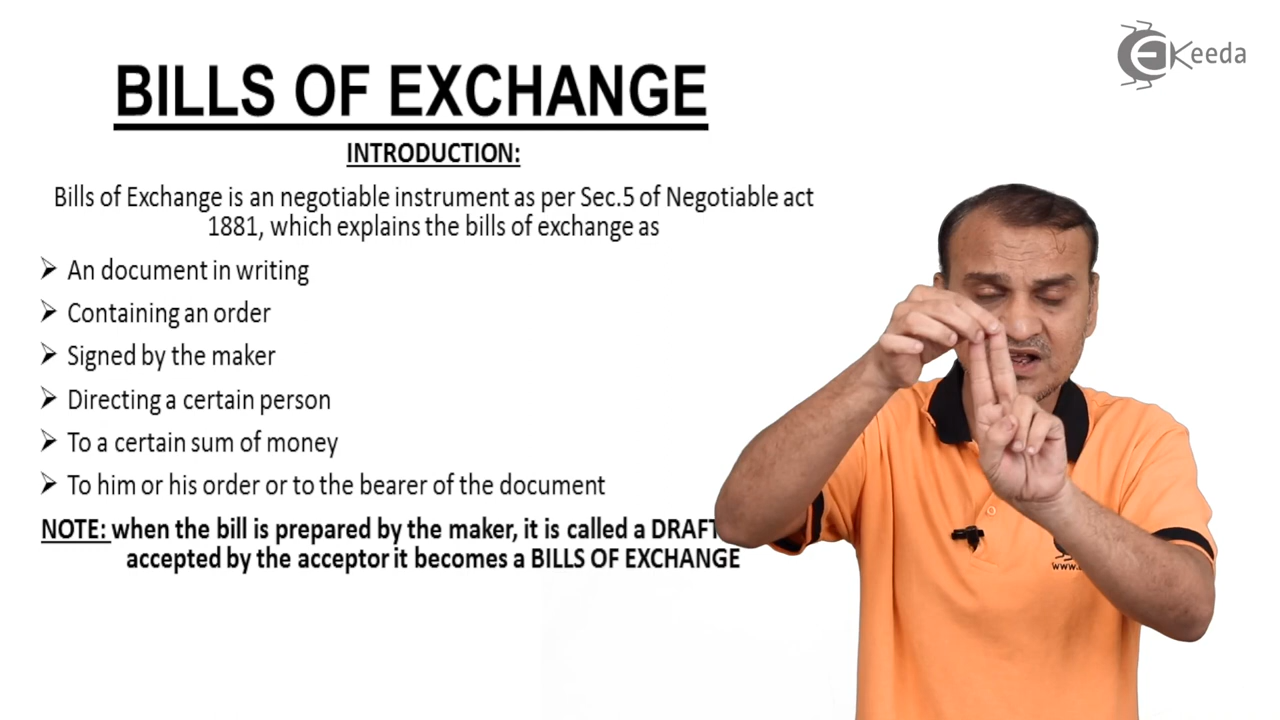 Keeda
BILLS OF EXCHANGE
INTRODUCTION:
Bills of Exchange is an negotiable instrument as per Sec.5 of Negotiable act
1881, which explains the bills of exchange as
➢ An document in writing
➢ Containing an order
➢ Signed by the maker
➢ Directing a certain person
➢ To a certain sum of money
➢ To him or his order or to the bearer of the document
NOTE: when the bill is prepared by the maker, it is called a DRAFT
accepted by the acceptor it becomes a BILLS OF EXCHANGE
www.